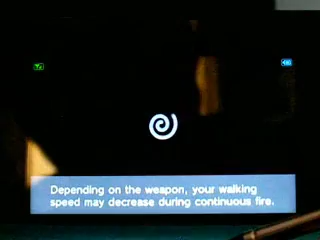 Depending on the weapon, your walking
speed may decrease during continuous fire.